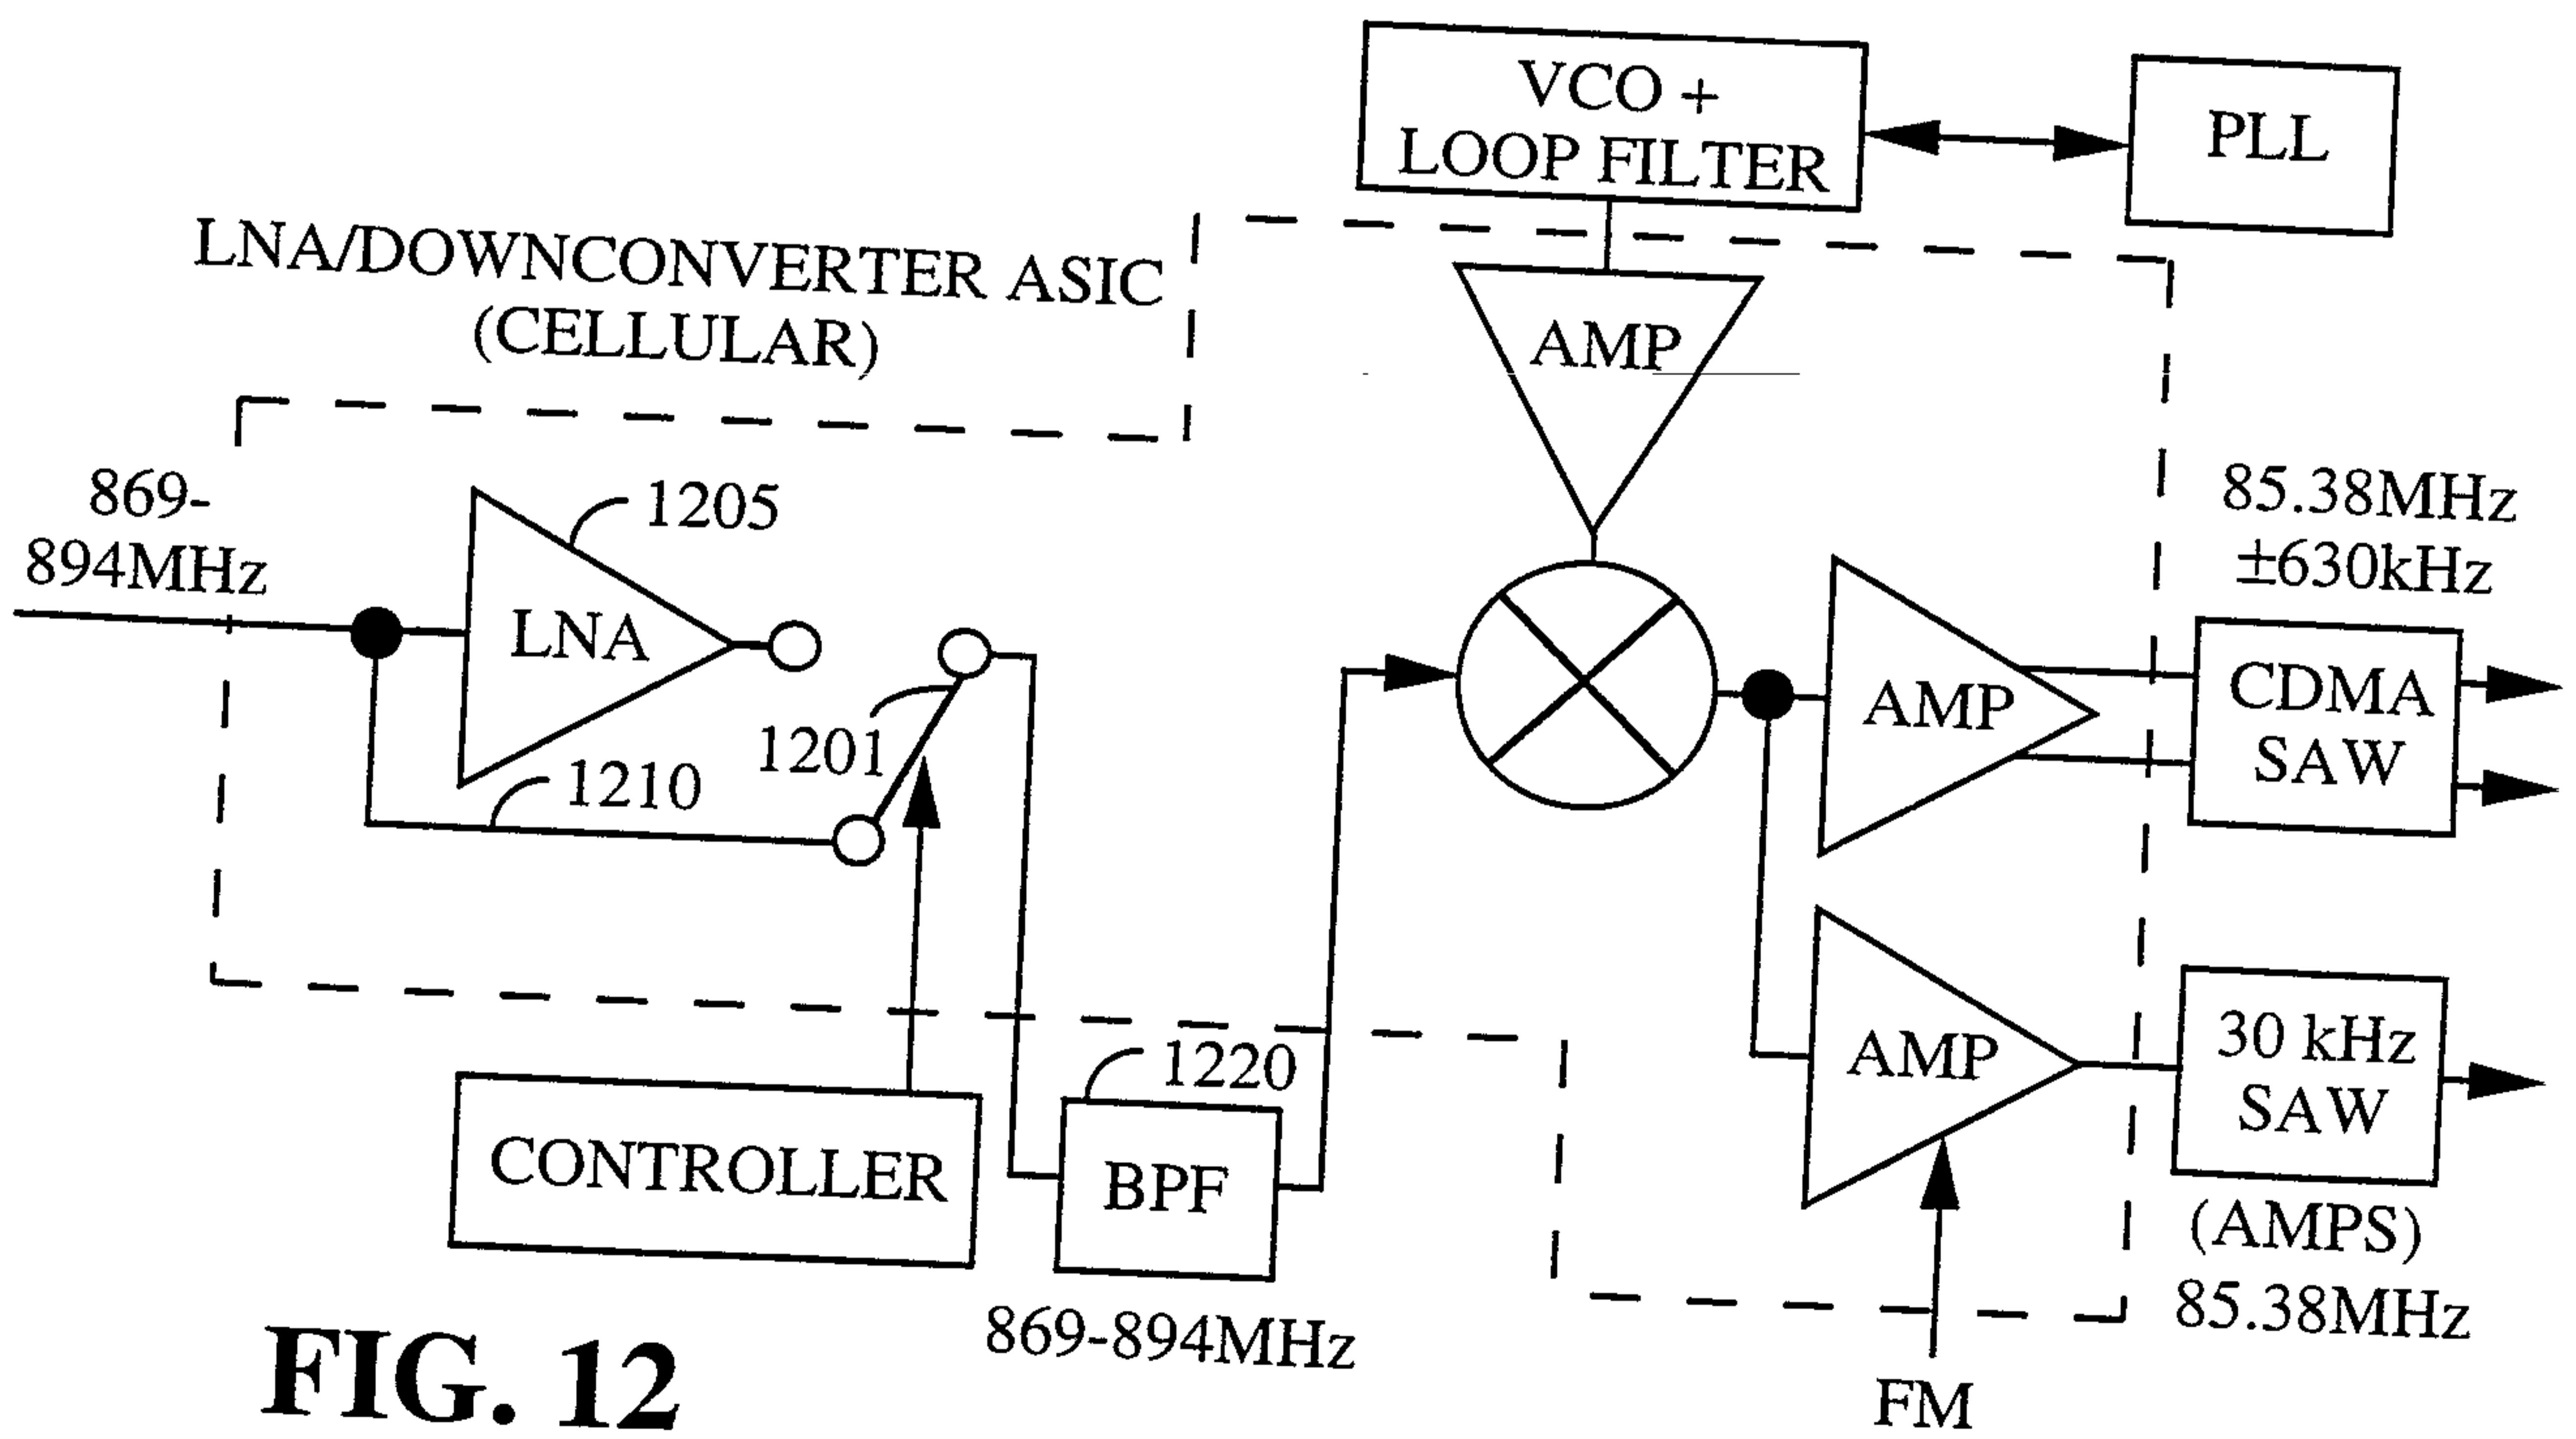 VCO +
LOOP FILTER
PLL
LNA/DOWNCONVERTER ASIC
(CELLULAR)
AMP
869-
894MHz
1205
LNA
1201
1210
85.38MHz
±630kHz
AMP
CDMA
SAW
AMP
30 kHz
SAW
(AMPS)
85.38MHz
CONTROLLER
1220
BPF
869-894MHz
FM
FIG. 12